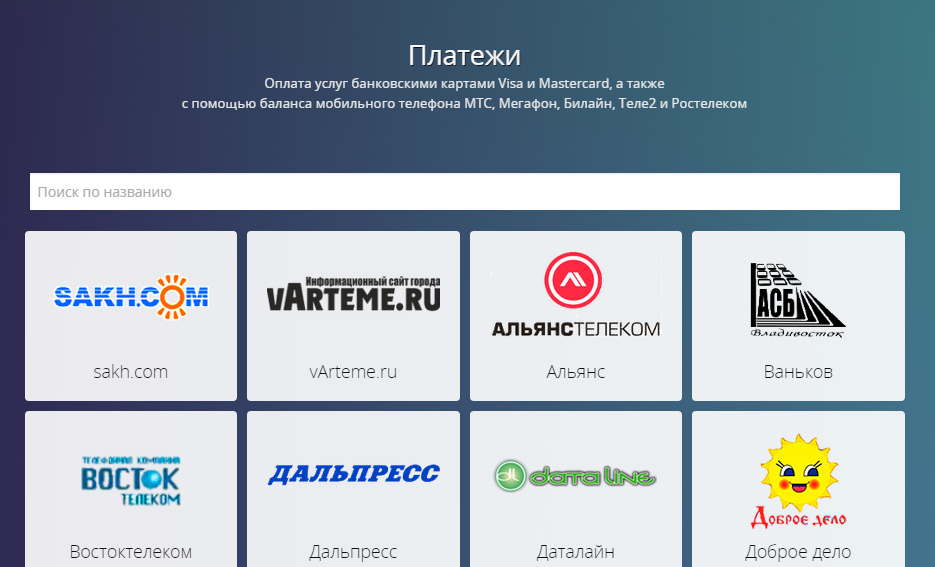 Платежи
Оплата услуг банковскими картами Visa и Mastercard, а также
с помощью баланса мобильного телефона МТС, Мегафон, Билайн, Теле2 и Ростелеком
Поиск по названию
SAKH.COM
sakh.com
Информационный сайт города
vARTEME.RU
vArteme.ru
АЛЬЯНСТЕЛЕКОМ
Альянс
АСБ
Владивосток
Ваньков
ТЕЛЕФОННАЯ КОМПАНИЯ
ВОСТОК
ТЕЛЕКОМ
Востоктелеком
ДАЛЬПРЕСС
Дальпресс
dl data line
Даталайн
Доброе дело
Доброе дело